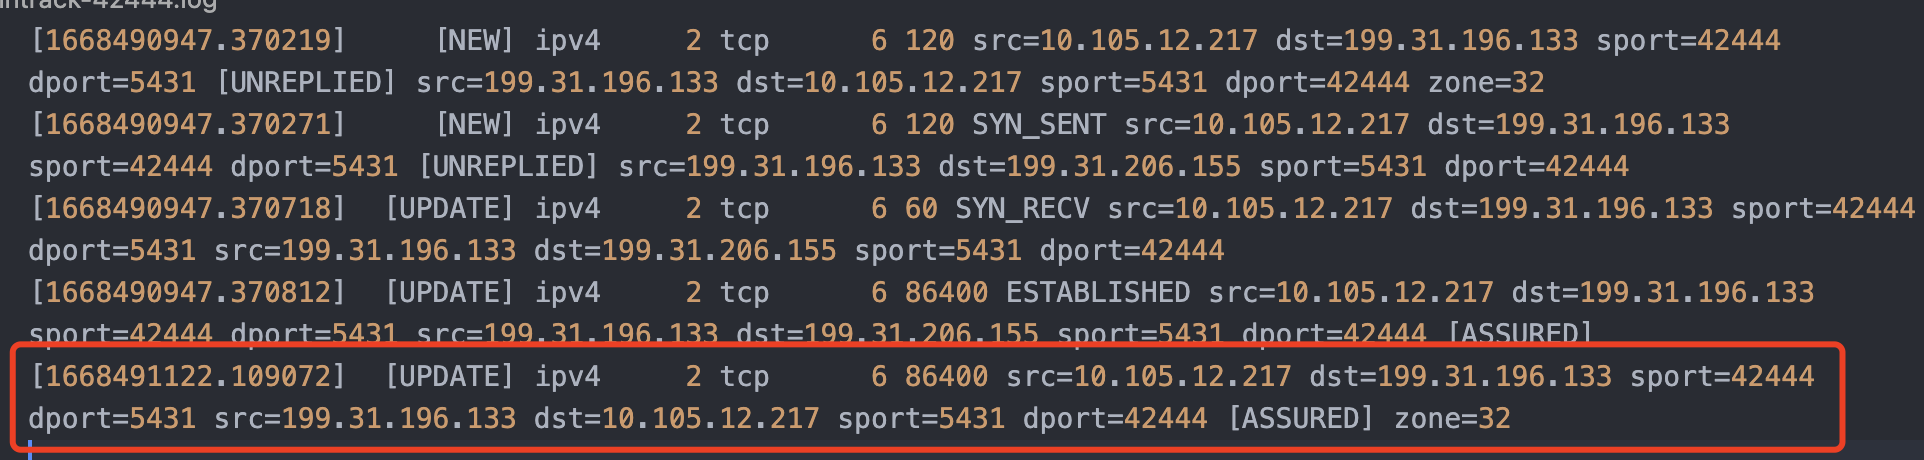 ntrack-42444.log
[1668490947.370219]      [NEW] ipv4     2 tcp      6 120 src=10.105.12.217 dst=199.31.196.133 sport=42444
dport=5431 [UNREPLIED] src=199.31.196.133 dst=10.105.12.217 sport=5431 dport=42444 zone=32
[1668490947.370271]      [NEW] ipv4     2 tcp      6 120 SYN_SENT src=10.105.12.217 dst=199.31.196.133
sport=42444 dport=5431 [UNREPLIED] src=199.31.196.133 dst=199.31.206.155 sport=5431 dport=42444
[1668490947.370718]   [UPDATE] ipv4     2 tcp      6 60 SYN_RECV src=10.105.12.217 dst=199.31.196.133 sport=42444
dport=5431 src=199.31.196.133 dst=199.31.206.155 sport=5431 dport=42444
[1668490947.370812]   [UPDATE] ipv4     2 tcp      6 86400 ESTABLISHED src=10.105.12.217 dst=199.31.196.133
sport=42444 dport=5431 src=199.31.196.133 dst=199.31.206.155 sport=5431 dport=42444 [ASSURED]
[1668491122.109072]   [UPDATE] ipv4     2 tcp      6 86400 src=10.105.12.217 dst=199.31.196.133 sport=42444
dport=5431 src=199.31.196.133 dst=10.105.12.217 sport=5431 dport=42444 [ASSURED] zone=32